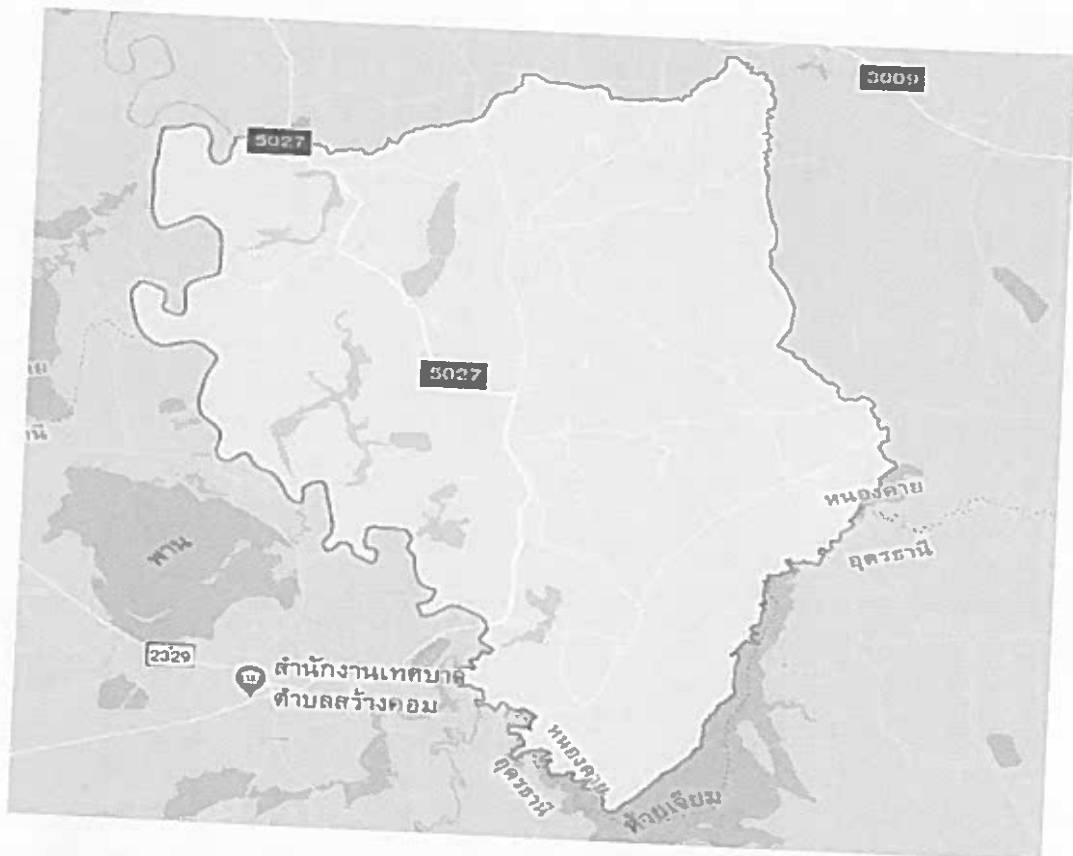 3009
5027
5027
หนองคาย
อุดรธานี
พาน
2329
สำนักงานเทศบาล
ตำบลสร้างคอม
หนองคาย
อุดรธานี
ห้วยเจียม